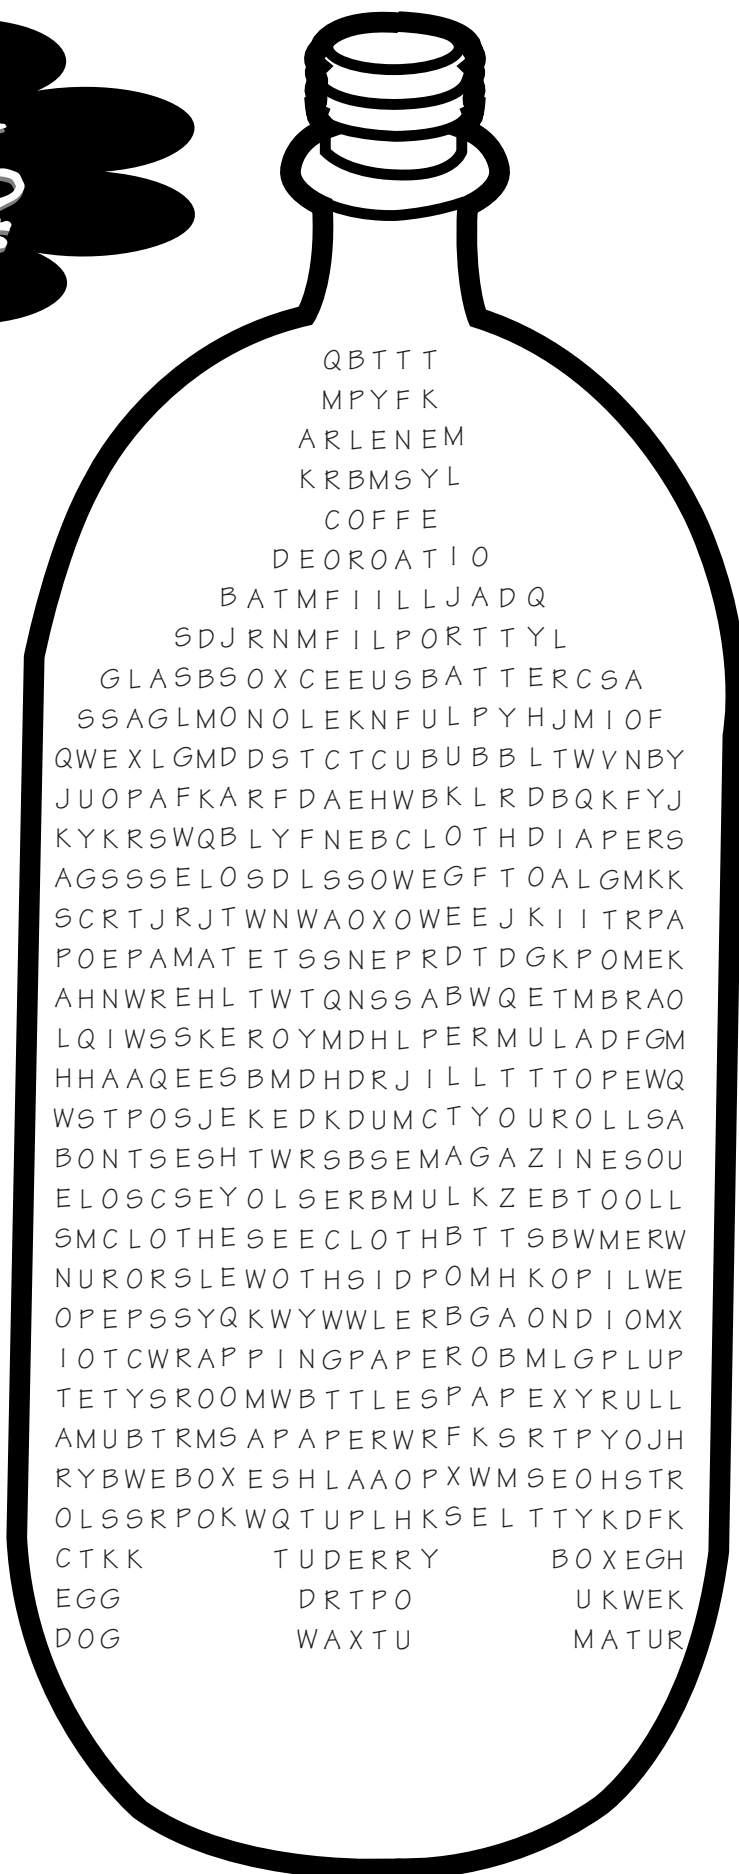 QBTTT
MPYFK
ARLENEM
KRBMSYL
COFFE
DEOROATIO
BATMFIILLJADQ
SDJRNMFILPORTTYL
GLASBSOXCEEUSBATTERCSA
SSAGLMONOLEKNFULPYHJMIOF
QWEXLGMDDSTCTCUBUBBLTWVNBY
JUOPAFKARFDAEHWBKLRDBQKFYJ
KYKRSWQBLYFNEBCLOTHDIAPERS
AGSSSELOSDLSSOWEGFTOALGMKK
SCRTJRJTWNWAOXOWEEJKIITRPA
POEPAMATETSSNEPRDTDGKPOMEK
AHNWREHLTWTQNSSABWQETMBRAO
LQIWSSKEROYMDHLPERMULADFGM
HHAAQEESBMDHDRJILLTTTOPEWQ
WSTPOSJEKEDKDUMCTYOUROLLSA
BONTSESHTWRSBSEMAGAZINESOU
ELOSCSEYOLSERBMULKZEBTOOLL
SMCLOTHESEECLOTHBTTSBWMERW
NURORSLEWOTHSIDPOMHKOPILWE
OPEPSSYQKWYWWLERBGAONDIOMX
IOTCWRAPPINGPAPEROBMLGPLUP
TETYSROOMWBTTLESPAPEXYRULL
AMUBTRMSAPAPERWRFKSRTPYOJH
RYBWEBOXESHLAAOPXWMSEOHSTR
OLSSRPOKWQTUPLHKSELTTYKDFK
CTKK TUDERRY BOXEGH
EGG DRTPO UKWEK
DOG WAXTU MATUR